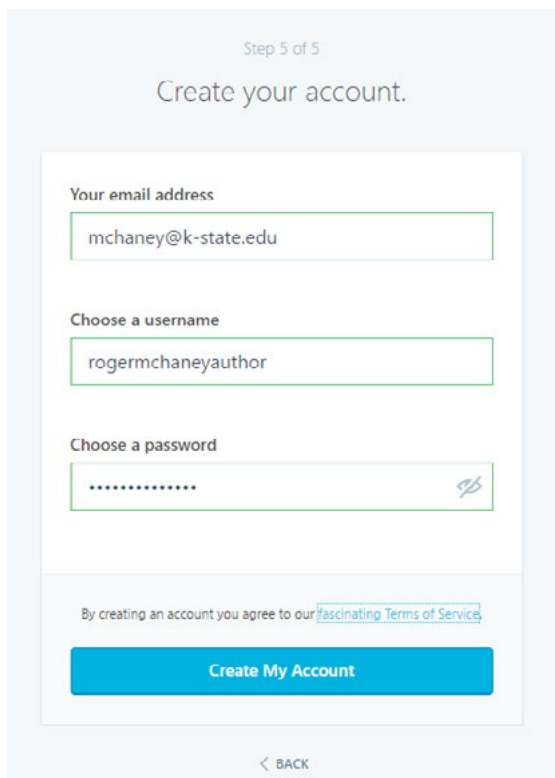 Step 5 of 5
Create your account.
Your email address
mchaney@k-state.edu
Choose a username
rogermchaneyauthor
Choose a password
••••••••••••••
By creating an account you agree to our fascinating Terms of Service.
Create My Account
BACK